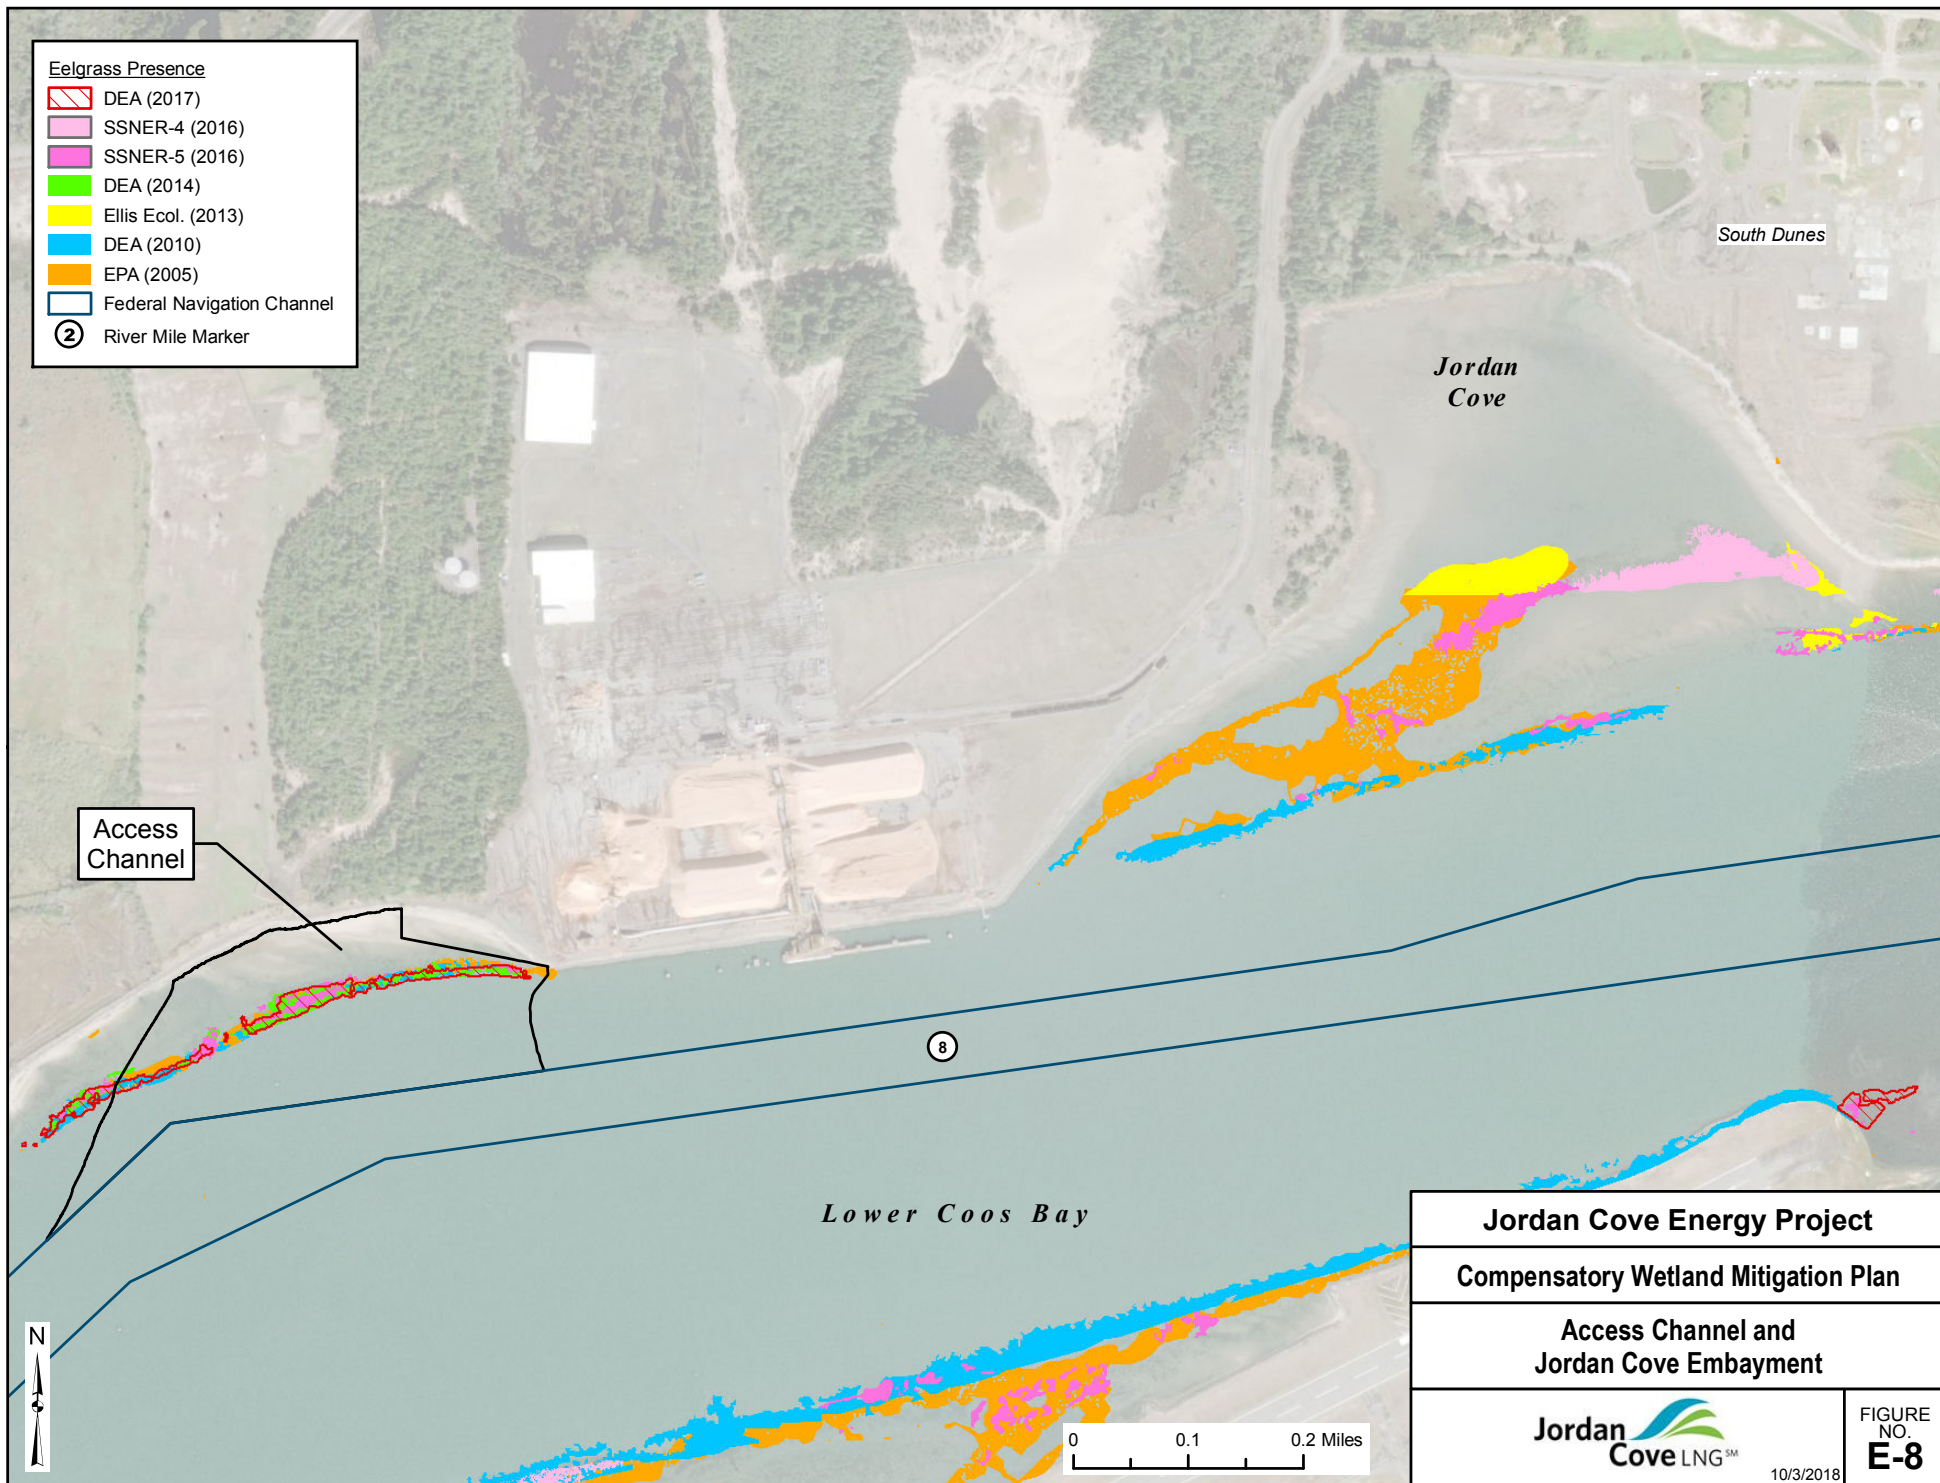 Eelgrass Presence
DEA (2017)
SSNER-4 (2016)
SSNER-5 (2016)
DEA (2014)
Ellis Ecol. (2013)
DEA (2010)
EPA (2005)
Federal Navigation Channel
2 River Mile Marker
South Dunes
Jordan
Cove
Access
Channel
8
Lower Coos Bay
N
0 0.1 0.2 Miles
Jordan Cove Energy Project
Compensatory Wetland Mitigation Plan
Access Channel and
Jordan Cove Embayment
Jordan
Cove LNG SM
10/3/2018
FIGURE
NO.
E-8